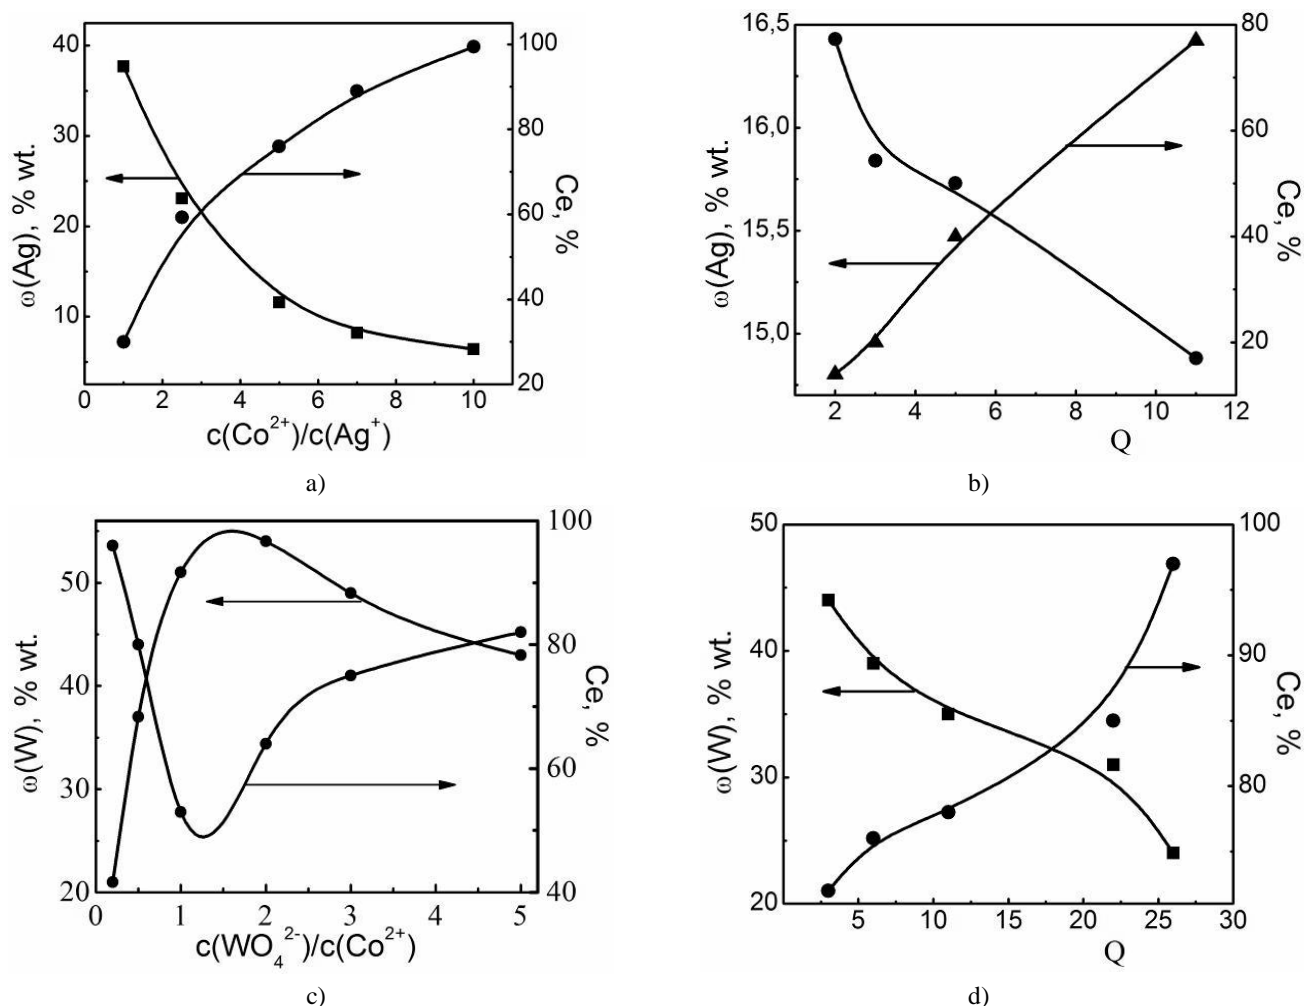 40
30
20
10
ω(Ag), % wt.
100
80
60
40
20
Ce, %
0 2 4 6 8 10
c(Co²⁺)/c(Ag⁺)
a)
16,5
16,0
15,5
15,0
ω(Ag), % wt.
80
60
40
20
Ce, %
2 4 6 8 10 12
Q
b)
50
40
30
20
ω(W), % wt.
100
80
60
40
Ce, %
0 1 2 3 4 5
c(WO₄²⁻)/c(Co²⁺)
c)
50
40
30
20
ω(W), % wt.
100
90
80
Ce, %
5 10 15 20 25 30
Q
d)